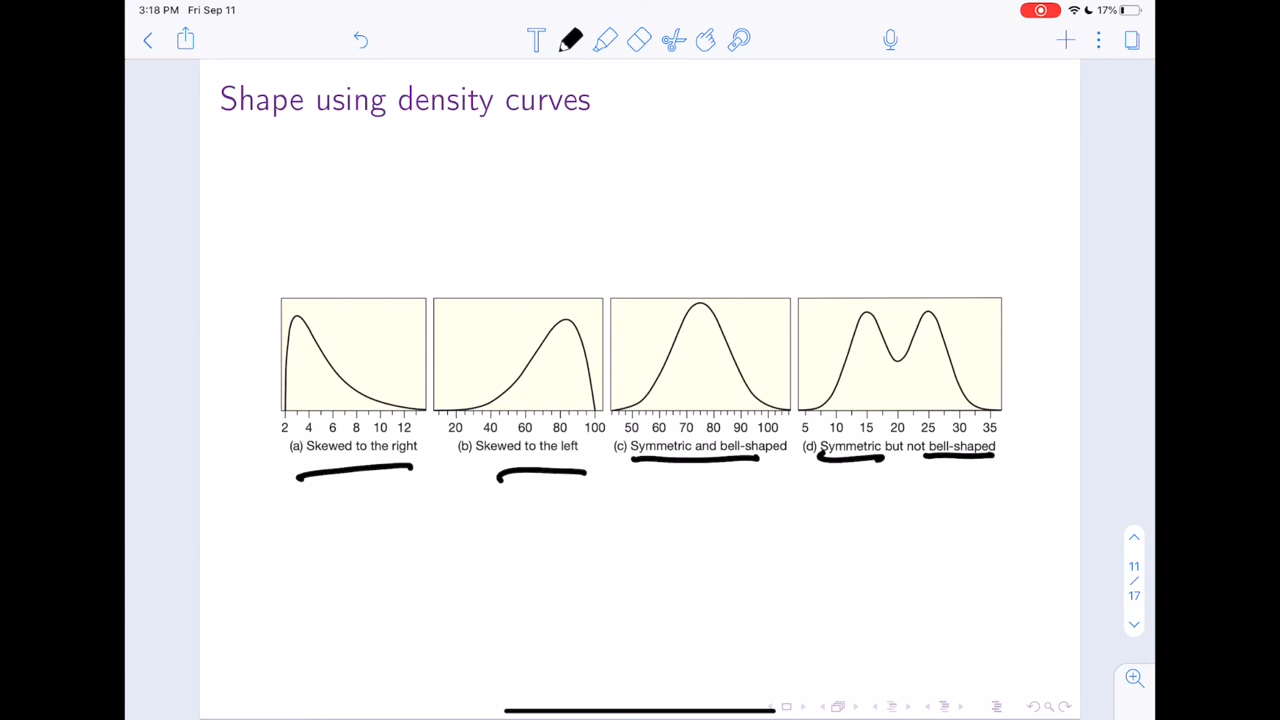 3:18 PM Fri Sep 11
17%
T
Shape using density curves
2 4 6 8 10 12
20 40 60 80 100
50 60 70 80 90 100
5 10 15 20 25 30 35
(a) Skewed to the right
(b) Skewed to the left
(c) Symmetric and bell-shaped
(d) Symmetric but not bell-shaped
11
/
17